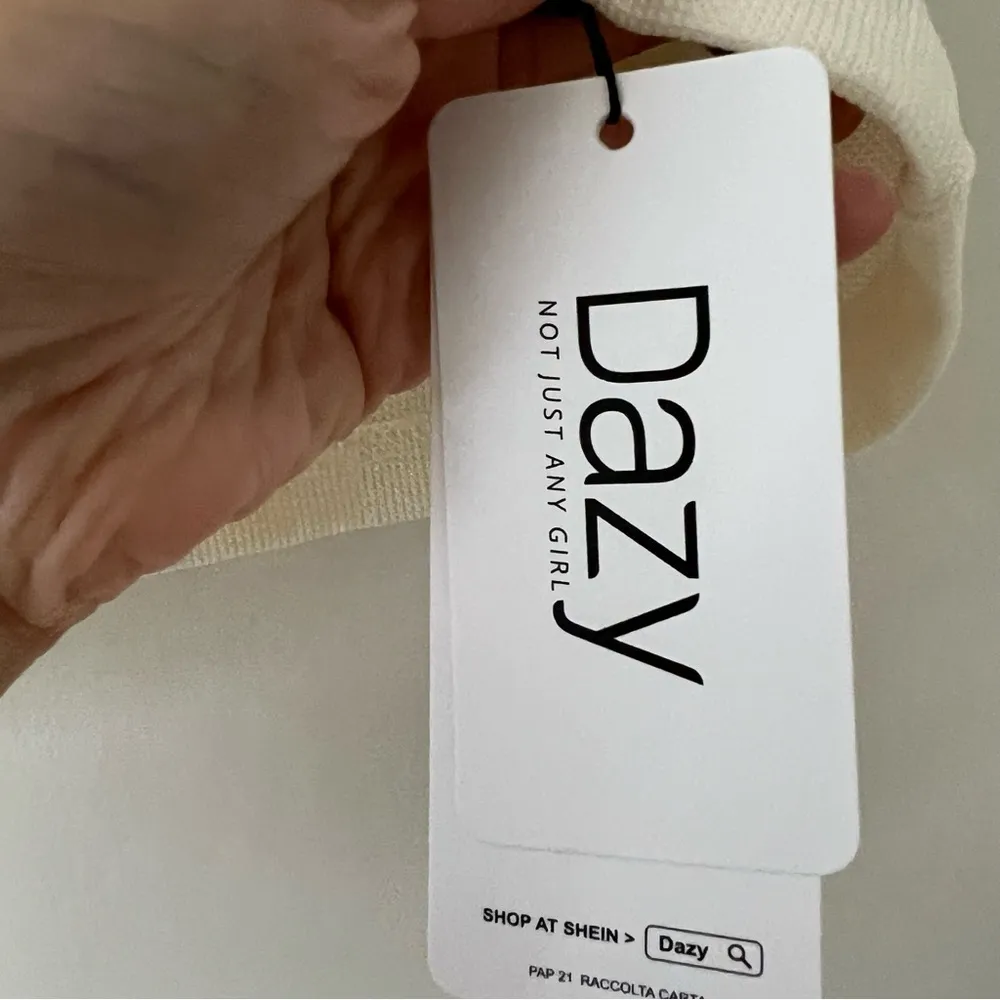 Dazy
NOT JUST ANY GIRL
SHOP AT SHEIN > Dazy
PAP 21 RACCOLTA CARTA